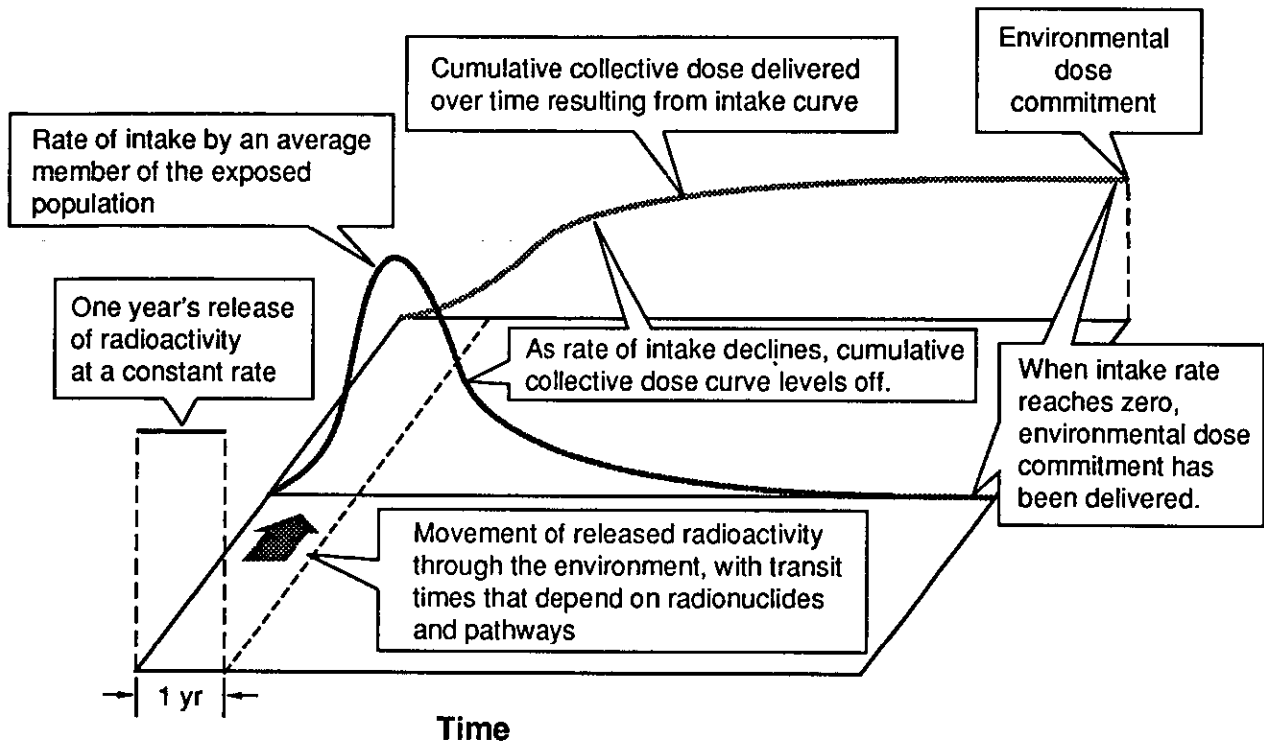 Environmental
dose
commitment
Cumulative collective dose delivered
over time resulting from intake curve
Rate of intake by an average
member of the exposed
population
One year's release
of radioactivity
at a constant rate
As rate of intake declines, cumulative
collective dose curve levels off.
When intake rate
reaches zero,
environmental dose
commitment has
been delivered.
Movement of released radioactivity
through the environment, with transit
times that depend on radionuclides
and pathways
1 yr
Time